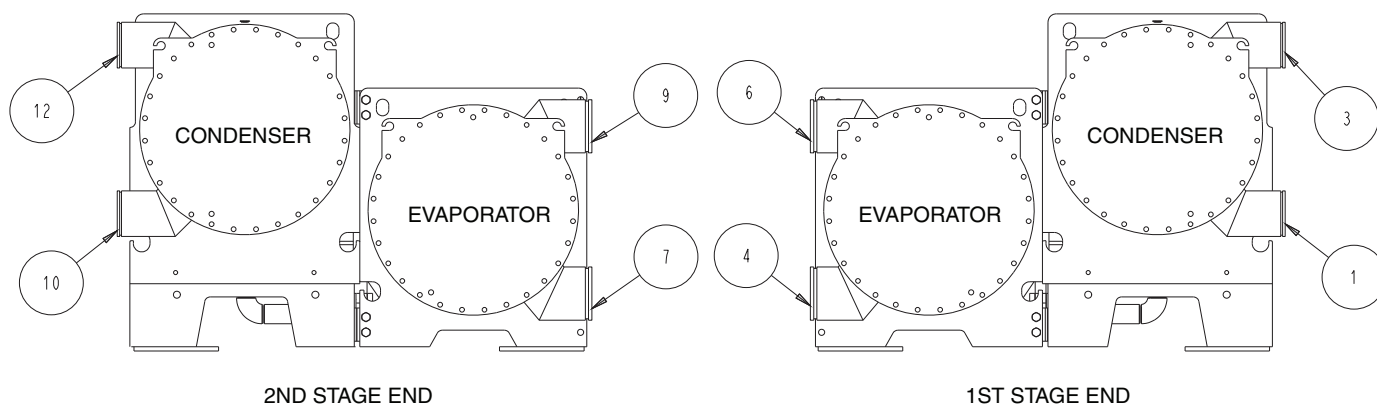 12
CONDENSER
9
EVAPORATOR
10
7
2ND STAGE END
6
CONDENSER
3
EVAPORATOR
4
1
1ST STAGE END